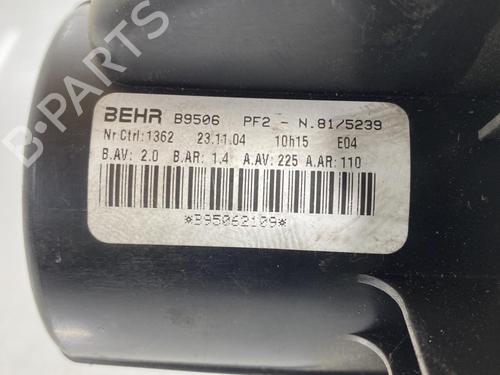 B-PARTS
BEHR B9506 PF2 - N.81/5239
Nr Ctrl:1362 23.11.04 10h15 E04
B.AV: 2.0 B.AR: 1.4 A.AV: 225 A.AR: 110
*B95062109*